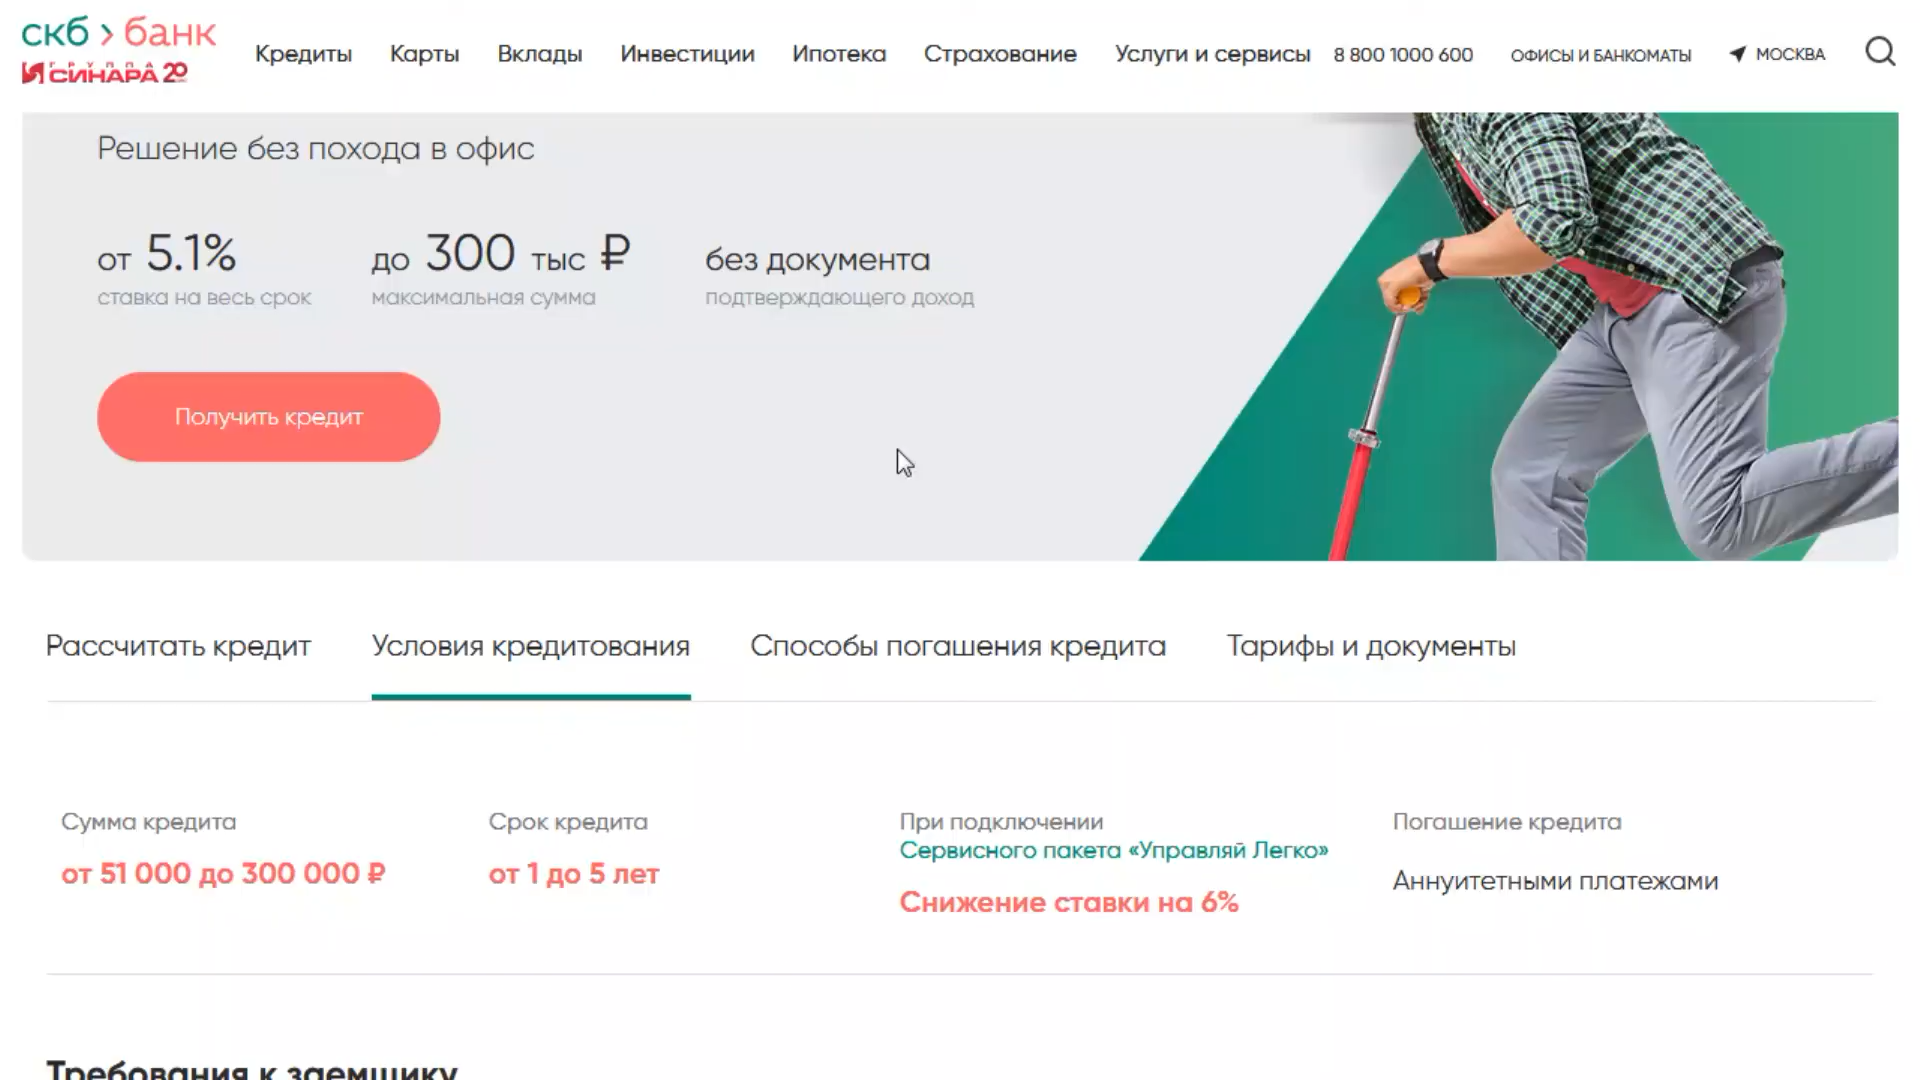 скб › банк
ГРУППА
СИНАРА 20
Кредиты Карты Вклады Инвестиции Ипотека Страхование Услуги и сервисы 8 800 1000 600 ОФИСЫ И БАНКОМАТЫ МОСКВА
Решение без похода в офис
от 5.1% до 300 тыс ₽ без документа
ставка на весь срок максимальная сумма подтверждающего доход
Получить кредит
Рассчитать кредит Условия кредитования Способы погашения кредита Тарифы и документы
Сумма кредита
от 51 000 до 300 000 ₽
Срок кредита
от 1 до 5 лет
При подключении
Сервисного пакета «Управляй Легко»
Снижение ставки на 6%
Погашение кредита
Аннуитетными платежами
Требования к заемщику